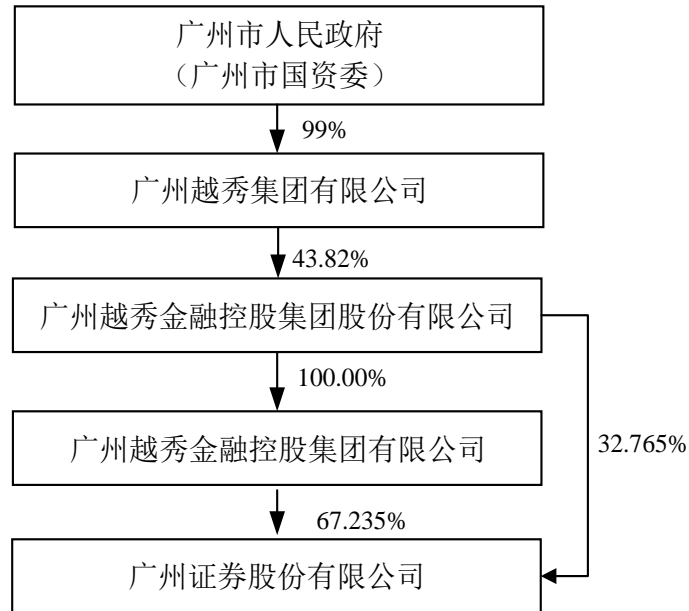 广州市人民政府
（广州市国资委）
99%
广州越秀集团有限公司
43.82%
广州越秀金融控股集团股份有限公司
100.00%
广州越秀金融控股集团有限公司
32.765%
67.235%
广州证券股份有限公司